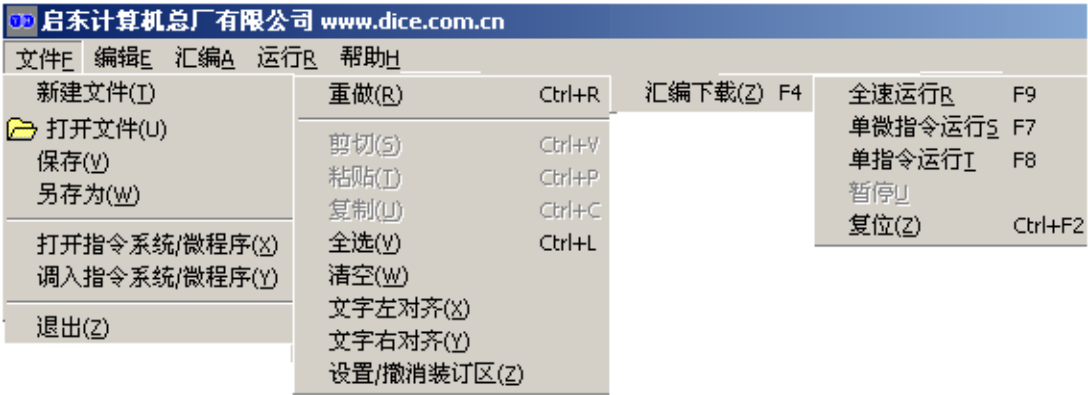 启东计算机总厂有限公司 www.dice.com.cn
文件F 编辑E 汇编A 运行R 帮助H
新建文件(T)
打开文件(U)
保存(V)
另存为(W)
打开指令系统/微程序(X)
调入指令系统/微程序(Y)
退出(Z)
重做(R) Ctrl+R
剪切(S) Ctrl+V
粘贴(T) Ctrl+P
复制(U) Ctrl+C
全选(V) Ctrl+L
清空(W)
文字左对齐(X)
文字右对齐(Y)
设置/撤消装订区(Z)
汇编下载(Z) F4
全速运行R F9
单微指令运行S F7
单指令运行T F8
暂停U
复位(Z) Ctrl+F2